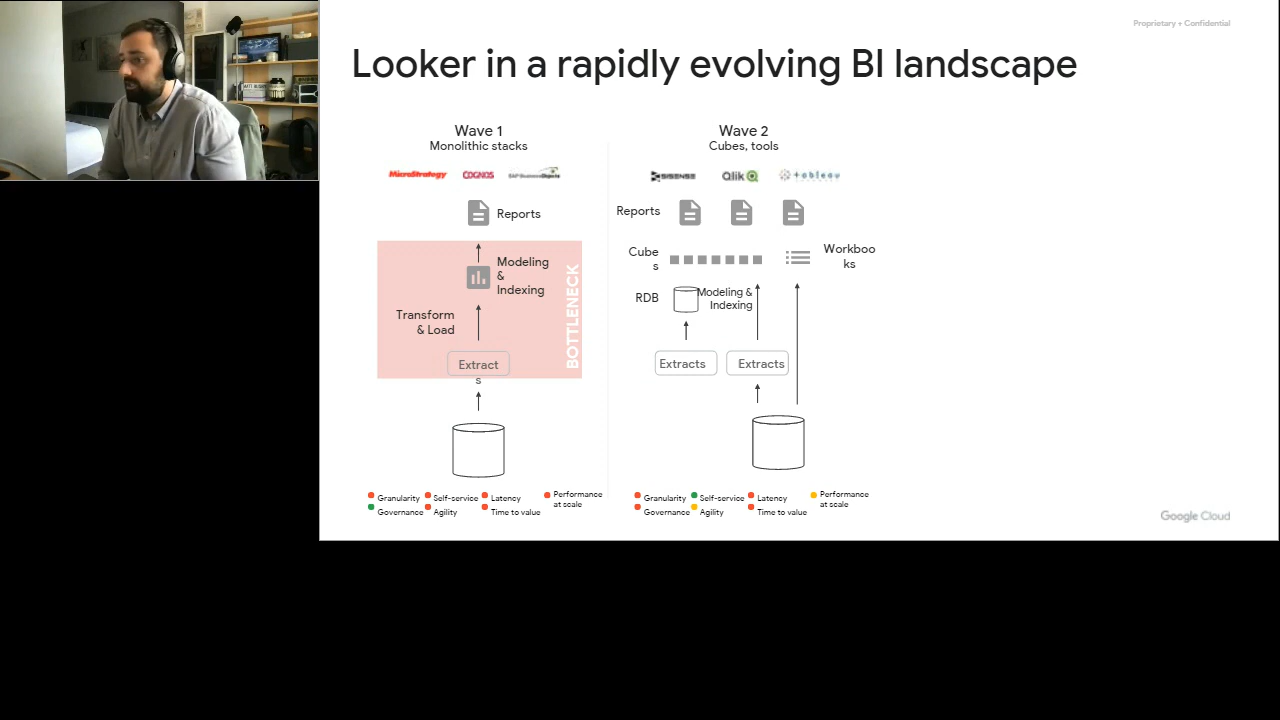 Proprietary + Confidential
Looker in a rapidly evolving BI landscape
Wave 1
Monolithic stacks
MicroStrategy
COGNOS
SAP BusinessObjects
Reports
Modeling
&
Indexing
Transform
& Load
BOTTLENECK
Extract
s
Granularity
Self-service
Latency
Performance
at scale
Governance
Agility
Time to value
Wave 2
Cubes, tools
SISENSE
Qlik
+ableau
Reports
Cube
s
Workboo
ks
RDB
Modeling &
Indexing
Extracts
Extracts
Granularity
Self-service
Latency
Performance
at scale
Governance
Agility
Time to value
Google Cloud